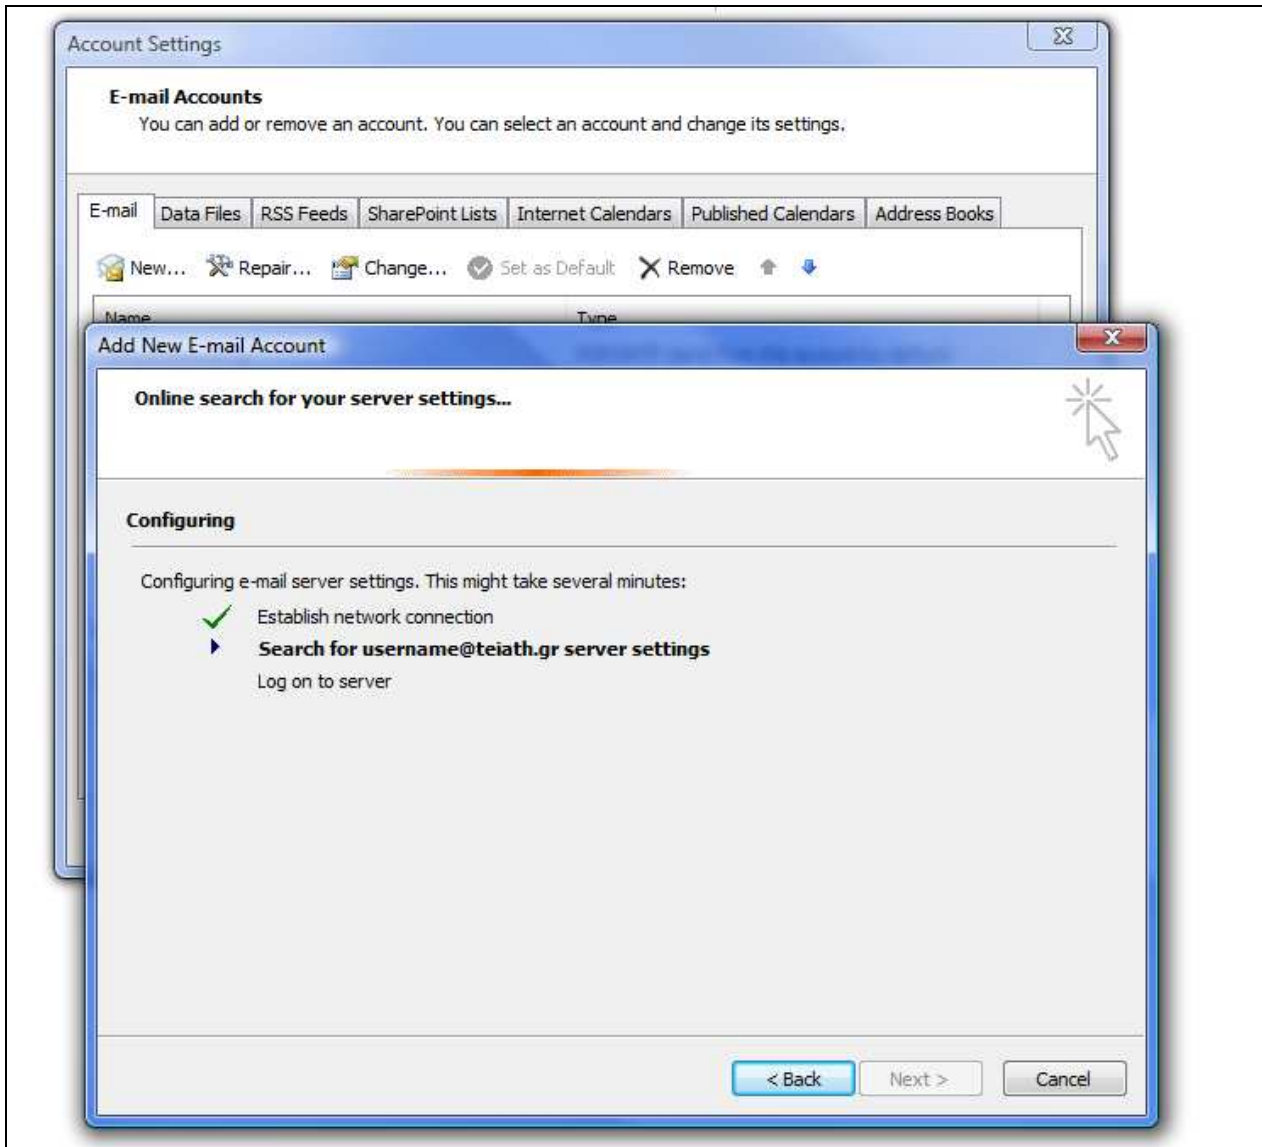 Account Settings
E-mail Accounts
You can add or remove an account. You can select an account and change its settings.
E-mail Data Files RSS Feeds SharePoint Lists Internet Calendars Published Calendars Address Books
New... Repair... Change... Set as Default Remove
Name Type
Add New E-mail Account
Online search for your server settings...
Configuring
Configuring e-mail server settings. This might take several minutes:
Establish network connection
Search for username@teiath.gr server settings
Log on to server
< Back Next > Cancel